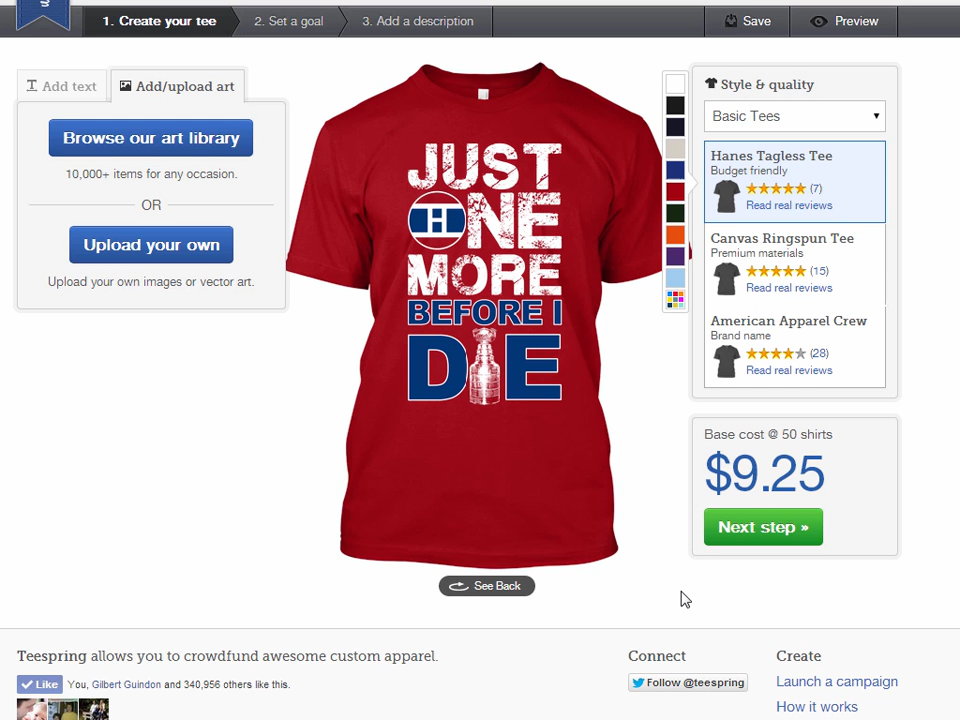 1. Create your tee
2. Set a goal
3. Add a description
Save
Preview
Add text
Add/upload art
Browse our art library
10,000+ items for any occasion.
OR
Upload your own
Upload your own images or vector art.
JUST
HNE
MORE
BEFORE I
DIE
See Back
Style & quality
Basic Tees
Hanes Tagless Tee
Budget friendly
(7)
Read real reviews
Canvas Ringspun Tee
Premium materials
(15)
Read real reviews
American Apparel Crew
Brand name
(28)
Read real reviews
Base cost @ 50 shirts
$9.25
Next step »
Teespring allows you to crowdfund awesome custom apparel.
Like
You, Gilbert Guindon and 340,956 others like this.
Connect
Follow @teespring
Create
Launch a campaign
How it works